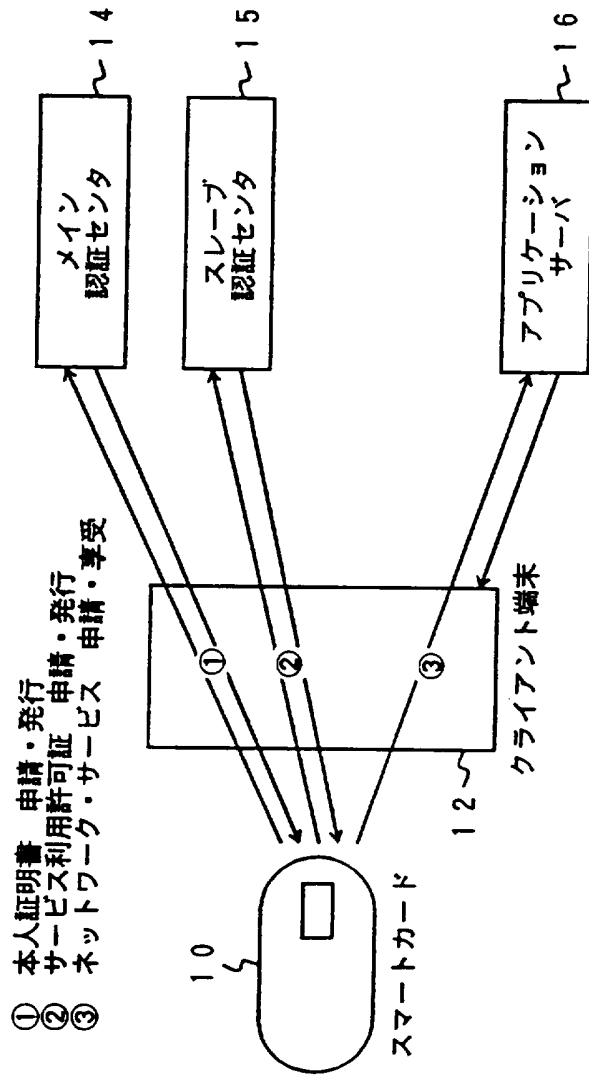 ① 本人証明書 申請・発行
② サービス利用許可証 申請・発行
③ ネットワーク・サービス 申請・享受
10
スマートカード
12
クライアント端末
①
②
③
メイン
認証センタ
14
スレーブ
認証センタ
15
アプリケーション
サーバ
16